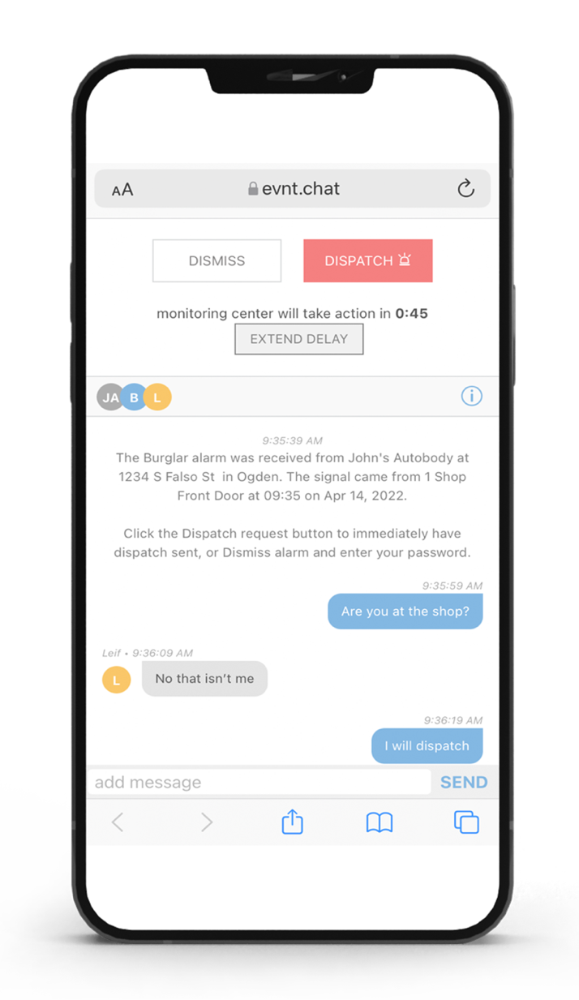 AA evnt.chat
DISMISS DISPATCH
monitoring center will take action in 0:45
EXTEND DELAY
JA B L
9:35:39 AM
The Burglar alarm was received from John's Autobody at
1234 S Falso St in Ogden. The signal came from 1 Shop
Front Door at 09:35 on Apr 14, 2022.
Click the Dispatch request button to immediately have
dispatch sent, or Dismiss alarm and enter your password.
9:35:59 AM
Are you at the shop?
Leif • 9:36:09 AM
L No that isn’t me
9:36:19 AM
I will dispatch
add message SEND